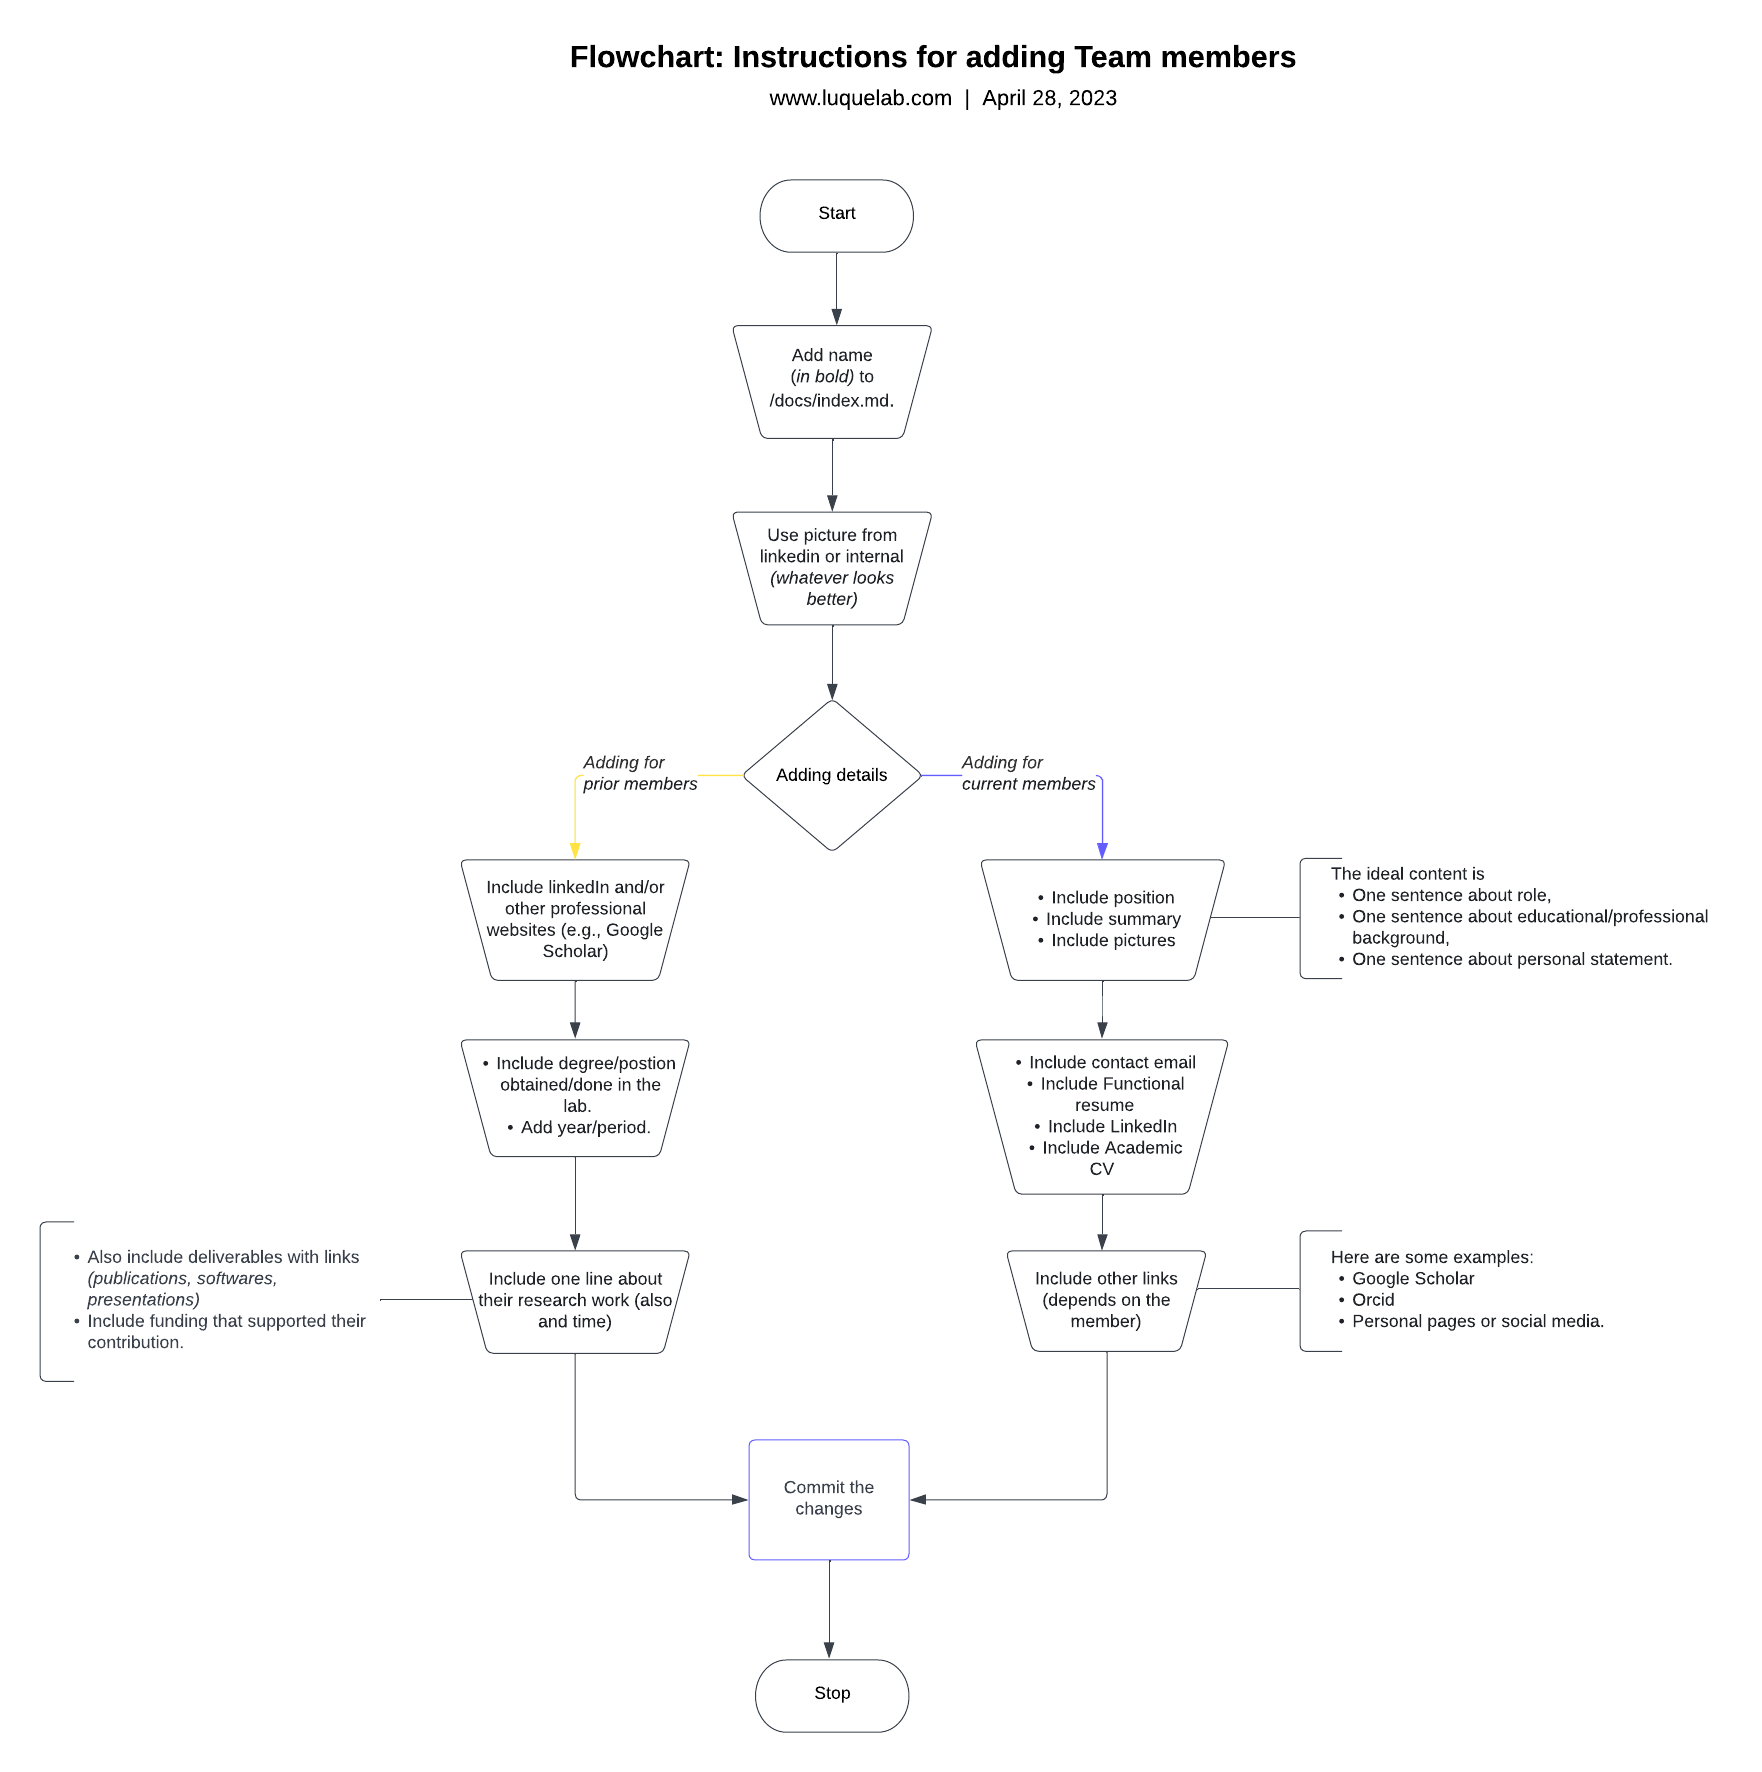 Flowchart: Instructions for adding Team members
www.luquelab.com | April 28, 2023
Start
Add name
(in bold) to
/docs/index.md.
Use picture from
linkedin or internal
(whatever looks
better)
Adding details
Adding for
prior members
Adding for
current members
Include linkedIn and/or
other professional
websites (e.g., Google
Scholar)
• Include degree/postion
obtained/done in the
lab.
• Add year/period.
Include one line about
their research work (also
and time)
• Also include deliverables with links
(publications, softwares,
presentations)
• Include funding that supported their
contribution.
• Include position
• Include summary
• Include pictures
The ideal content is
• One sentence about role,
• One sentence about educational/professional
background,
• One sentence about personal statement.
• Include contact email
• Include Functional
resume
• Include LinkedIn
• Include Academic
CV
Include other links
(depends on the
member)
Here are some examples:
• Google Scholar
• Orcid
• Personal pages or social media.
Commit the
changes
Stop